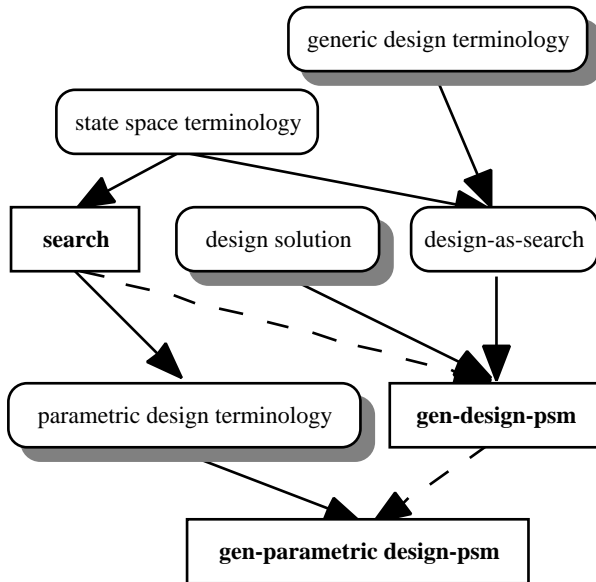 generic design terminology
state space terminology
search
design solution
design-as-search
parametric design terminology
gen-design-psm
gen-parametric design-psm